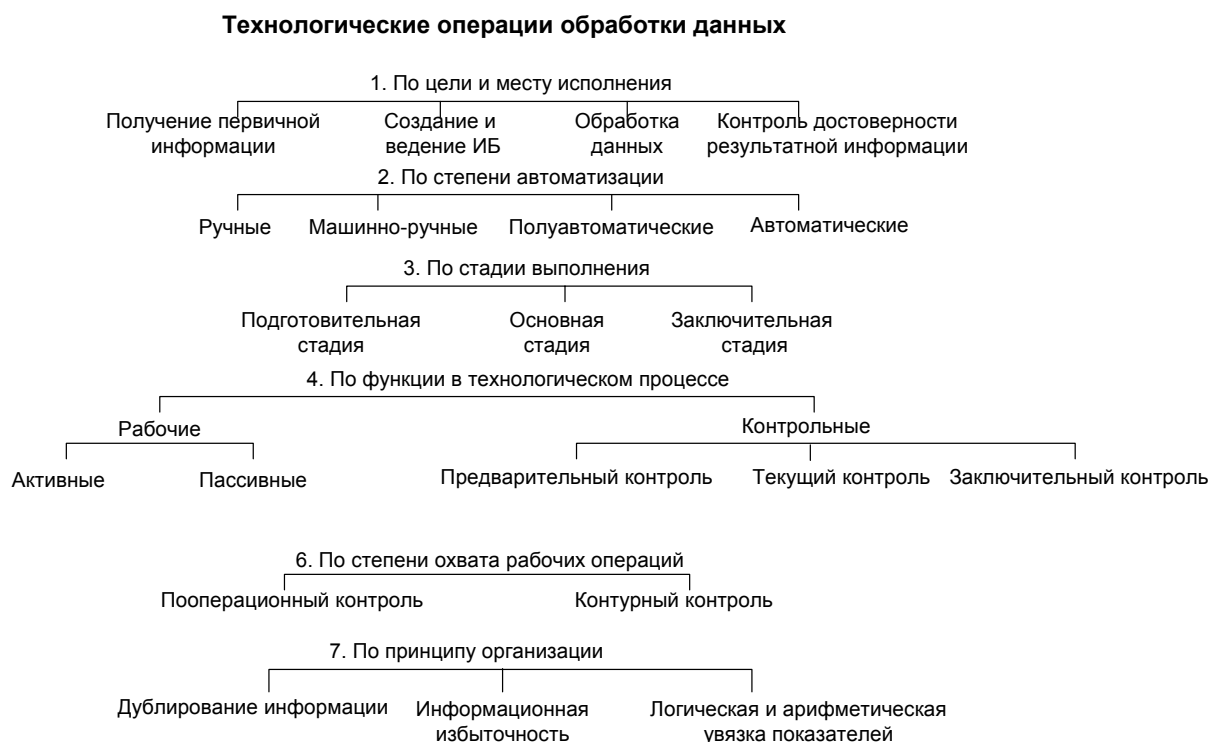 Технологические операции обработки данных
1. По цели и месту исполнения
Получение первичной
информации
Создание и
ведение ИБ
Обработка
данных
Контроль достоверности
результатной информации
2. По степени автоматизации
Ручные
Машинно-ручные
Полуавтоматические
Автоматические
3. По стадии выполнения
Подготовительная
стадия
Основная
стадия
Заключительная
стадия
4. По функции в технологическом процессе
Рабочие
Контрольные
Активные
Пассивные
Предварительный контроль
Текущий контроль
Заключительный контроль
6. По степени охвата рабочих операций
Пооперационный контроль
Контурный контроль
7. По принципу организации
Дублирование информации
Информационная
избыточность
Логическая и арифметическая
увязка показателей